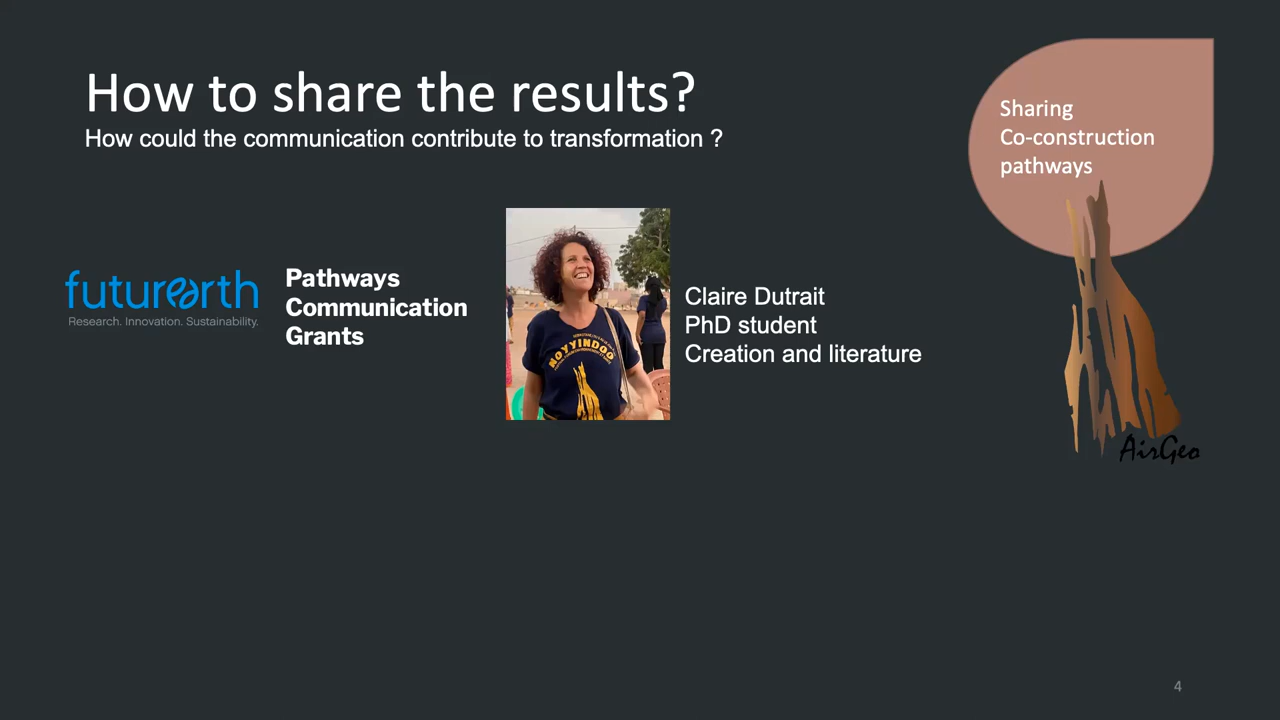 How to share the results?
How could the communication contribute to transformation ?
Sharing
Co-construction
pathways
futurearth
Research. Innovation. Sustainability.
Pathways
Communication
Grants
NOYYINDOO
Claire Dutrait
PhD student
Creation and literature
AirGeo
4